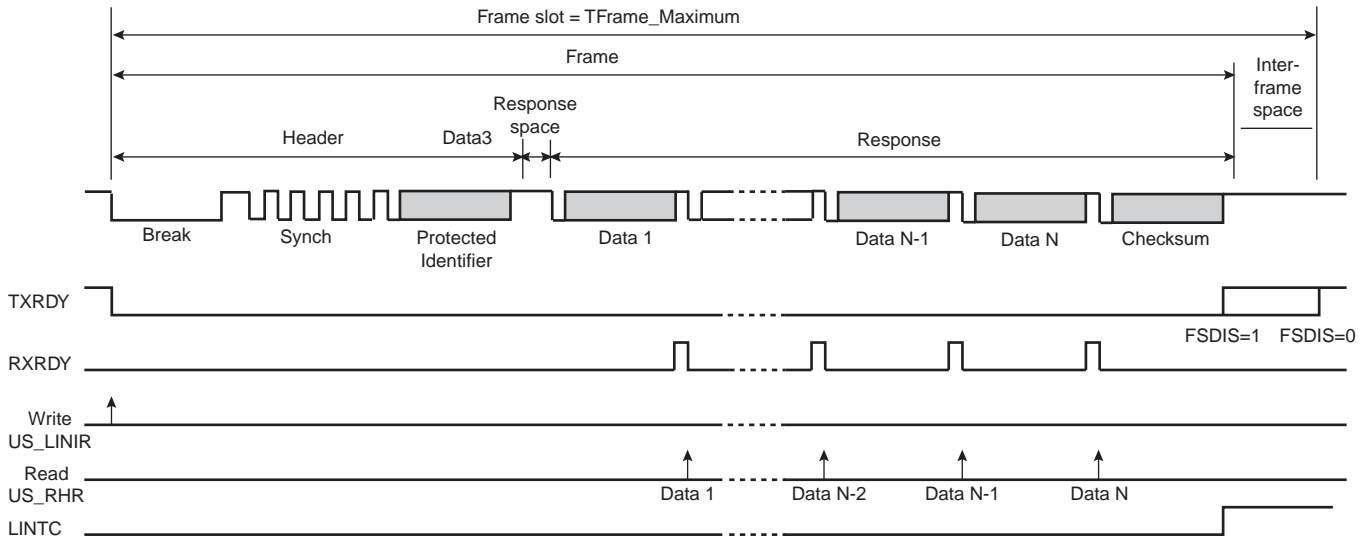 Frame slot = TFrame_Maximum
Frame
Inter-
frame
space
Response
space
Header
Data3
Response
Break
Synch
Protected
Identifier
Data 1
Data N-1
Data N
Checksum
TXRDY
FSDIS=1
FSDIS=0
RXRDY
Write
US_LINIR
Read
US_RHR
Data 1
Data N-2
Data N-1
Data N
LINTC